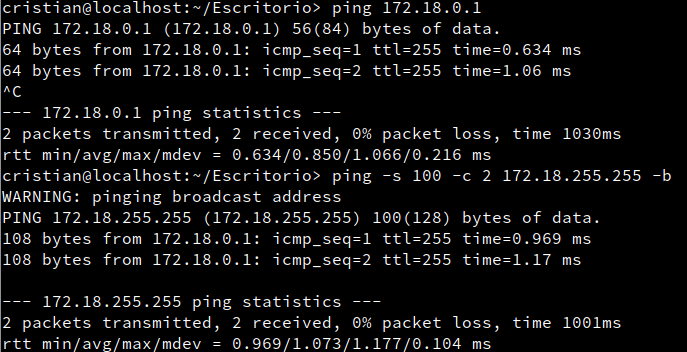 cristian@localhost:~/Escritorio> ping 172.18.0.1
PING 172.18.0.1 (172.18.0.1) 56(84) bytes of data.
64 bytes from 172.18.0.1: icmp_seq=1 ttl=255 time=0.634 ms
64 bytes from 172.18.0.1: icmp_seq=2 ttl=255 time=1.06 ms
^C
--- 172.18.0.1 ping statistics ---
2 packets transmitted, 2 received, 0% packet loss, time 1030ms
rtt min/avg/max/mdev = 0.634/0.850/1.066/0.216 ms
cristian@localhost:~/Escritorio> ping -s 100 -c 2 172.18.255.255 -b
WARNING: pinging broadcast address
PING 172.18.255.255 (172.18.255.255) 100(128) bytes of data.
108 bytes from 172.18.0.1: icmp_seq=1 ttl=255 time=0.969 ms
108 bytes from 172.18.0.1: icmp_seq=2 ttl=255 time=1.17 ms

--- 172.18.255.255 ping statistics ---
2 packets transmitted, 2 received, 0% packet loss, time 1001ms
rtt min/avg/max/mdev = 0.969/1.073/1.177/0.104 ms